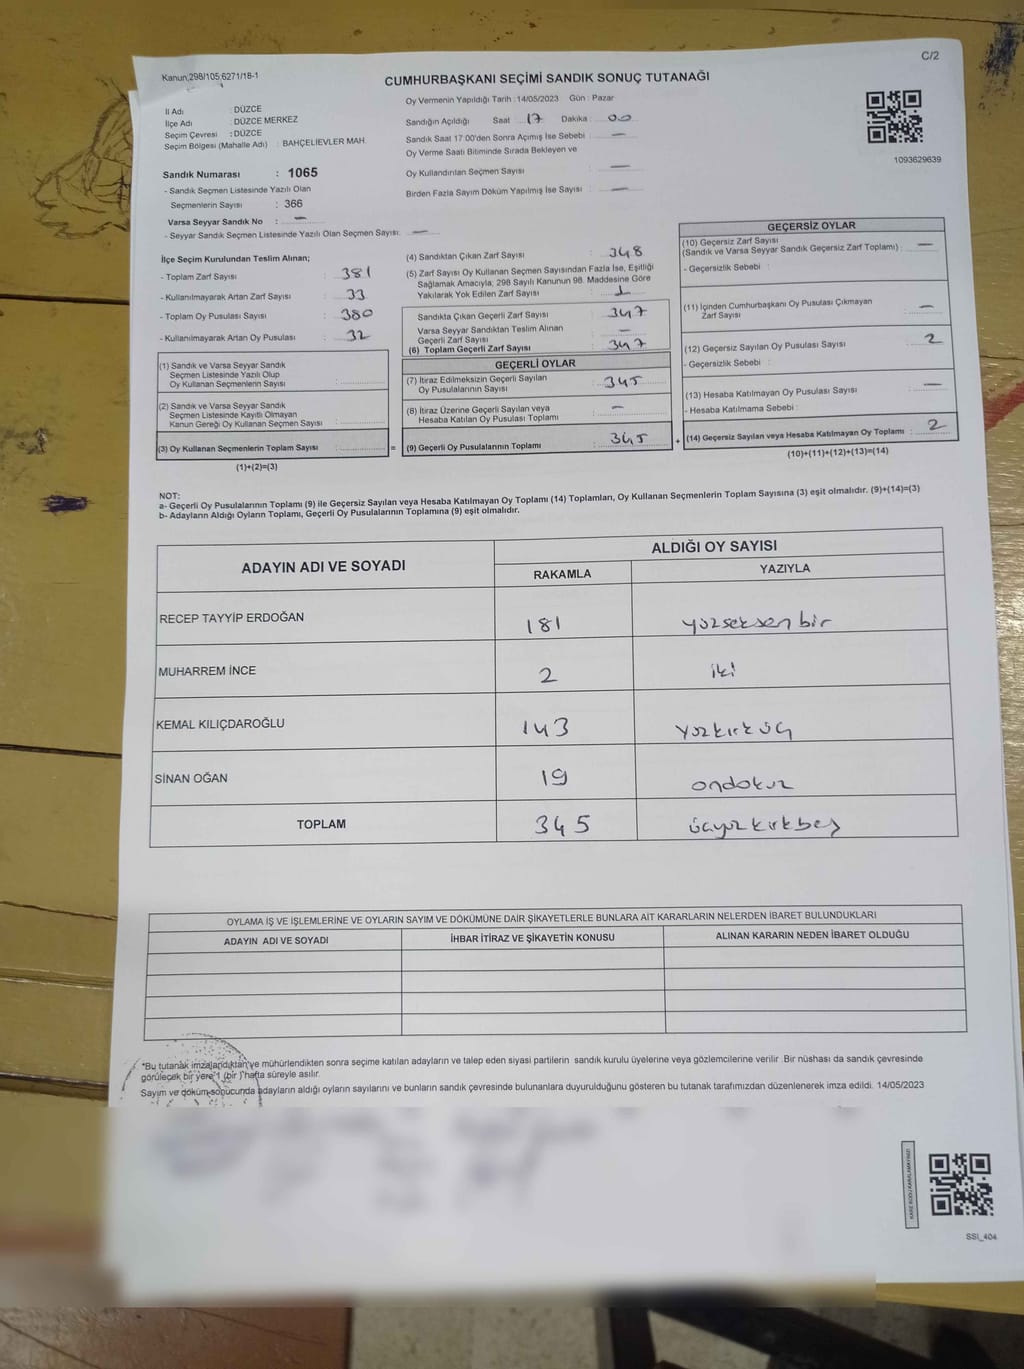 C/2
Kanun,298/105;6271/18-1
CUMHURBAŞKANI SEÇİMİ SANDIK SONUÇ TUTANAĞI
1093629639
İl Adı : DÜZCE
İlçe Adı : DÜZCE MERKEZ
Seçim Çevresi : DÜZCE
Seçim Bölgesi (Mahalle Adı) : BAHÇELİEVLER MAH.
Sandık Numarası : 1065
- Sandık Seçmen Listesinde Yazılı Olan
Seçmenlerin Sayısı : 366
Varsa Seyyar Sandık No : —
- Seyyar Sandık Seçmen Listesinde Yazılı Olan Seçmen Sayısı: —
Oy Vermenin Yapıldığı Tarih :14/05/2023 Gün : Pazar
Sandığın Açıldığı Saat 17 Dakika : 00
Sandık Saat 17.00'den Sonra Açılmış İse Sebebi : —
Oy Verme Saati Bitiminde Sırada Bekleyen ve
Oy Kullandırılan Seçmen Sayısı : —
Birden Fazla Sayım Döküm Yapılmış İse Sayısı : —
İlçe Seçim Kurulundan Teslim Alınan;
- Toplam Zarf Sayısı : 381
- Kullanılmayarak Artan Zarf Sayısı : 33
- Toplam Oy Pusulası Sayısı : 380
- Kullanılmayarak Artan Oy Pusulası : 32
(1) Sandık ve Varsa Seyyar Sandık
Seçmen Listesinde Yazılı Olup
Oy Kullanan Seçmenlerin Sayısı :
(2) Sandık ve Varsa Seyyar Sandık
Seçmen Listesinde Kayıtlı Olmayan
Kanun Gereği Oy Kullanan Seçmen Sayısı :
(3) Oy Kullanan Seçmenlerin Toplam Sayısı : =
(1)+(2)=(3)
(4) Sandıktan Çıkan Zarf Sayısı : 348
(5) Zarf Sayısı Oy Kullanan Seçmen Sayısından Fazla İse, Eşitliği
Sağlamak Amacıyla; 298 Sayılı Kanunun 98. Maddesine Göre
Yakılarak Yok Edilen Zarf Sayısı : 1
Sandıkta Çıkan Geçerli Zarf Sayısı : 347
Varsa Seyyar Sandıktan Teslim Alınan
Geçerli Zarf Sayısı : —
(6) Toplam Geçerli Zarf Sayısı : 347
GEÇERLİ OYLAR
(7) İtiraz Edilmeksizin Geçerli Sayılan
Oy Pusulalarının Sayısı : 345
(8) İtiraz Üzerine Geçerli Sayılan veya
Hesaba Katılan Oy Pusulası Toplamı : —
(9) Geçerli Oy Pusulalarının Toplamı : 345 +
GEÇERSİZ OYLAR
(10) Geçersiz Zarf Sayısı
(Sandık ve Varsa Seyyar Sandık Geçersiz Zarf Toplamı) : —
- Geçersizlik Sebebi :
(11) İçinden Cumhurbaşkanı Oy Pusulası Çıkmayan
Zarf Sayısı : —
(12) Geçersiz Sayılan Oy Pusulası Sayısı : 2
- Geçersizlik Sebebi :
(13) Hesaba Katılmayan Oy Pusulası Sayısı : —
- Hesaba Katılmama Sebebi :
(14) Geçersiz Sayılan veya Hesaba Katılmayan Oy Toplamı : 2
(10)+(11)+(12)+(13)=(14)
NOT:
a- Geçerli Oy Pusulalarının Toplamı (9) ile Geçersiz Sayılan veya Hesaba Katılmayan Oy Toplamı (14) Toplamları, Oy Kullanan Seçmenlerin Toplam Sayısına (3) eşit olmalıdır. (9)+(14)=(3)
b- Adayların Aldığı Oyların Toplamı, Geçerli Oy Pusulalarının Toplamına (9) eşit olmalıdır.
ADAYIN ADI VE SOYADI ALDIĞI OY SAYISI
RAKAMLA YAZIYLA
RECEP TAYYİP ERDOĞAN 181 yüzseksen bir
MUHARREM İNCE 2 iki
KEMAL KILIÇDAROĞLU 143 yüzkırküç
SİNAN OĞAN 19 ondokuz
TOPLAM 345 üçyüzkırkbeş
OYLAMA İŞ VE İŞLEMLERİNE VE OYLARIN SAYIM VE DÖKÜMÜNE DAİR ŞİKAYETLERLE BUNLARA AİT KARARLARIN NELERDEN İBARET BULUNDUKLARI
ADAYIN ADI VE SOYADI İHBAR İTİRAZ VE ŞİKAYETİN KONUSU ALINAN KARARIN NEDEN İBARET OLDUĞU
*Bu tutanak imzalandıktan ve mühürlendikten sonra seçime katılan adayların ve talep eden siyasi partilerin sandık kurulu üyelerine veya gözlemcilerine verilir. Bir nüshası da sandık çevresinde
görülecek bir yere 1 (bir) hafta süreyle asılır.
Sayım ve döküm sonucunda adayların aldığı oyların sayılarını ve bunların sandık çevresinde bulunanlara duyurulduğunu gösteren bu tutanak tarafımızdan düzenlenerek imza edildi. 14/05/2023
KARE KODU KARALAMAYINIZ!
SSI_404